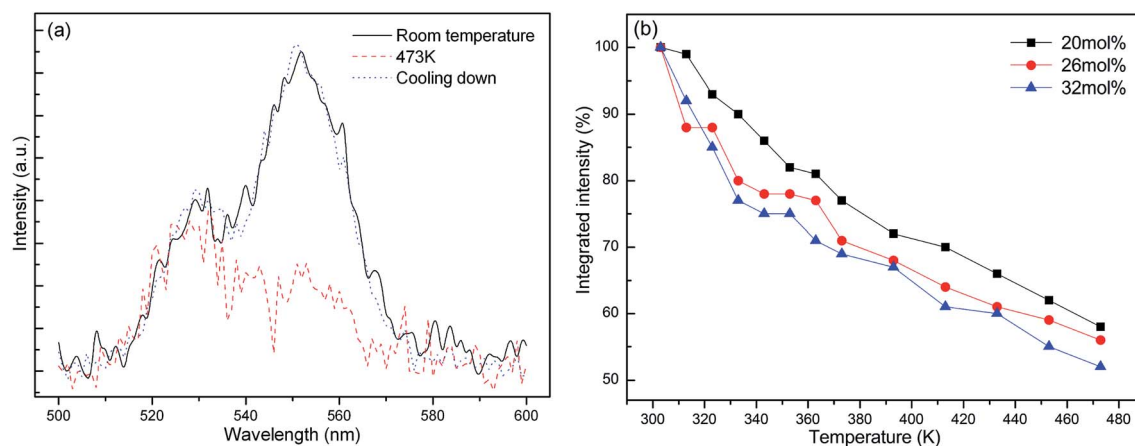 (a)
Room temperature
473K
Cooling down
Intensity (a.u.)
500 520 540 560 580 600
Wavelength (nm)
(b)
20mol%
26mol%
32mol%
Integrated intensity (%)
100
90
80
70
60
50
300 320 340 360 380 400 420 440 460 480
Temperature (K)